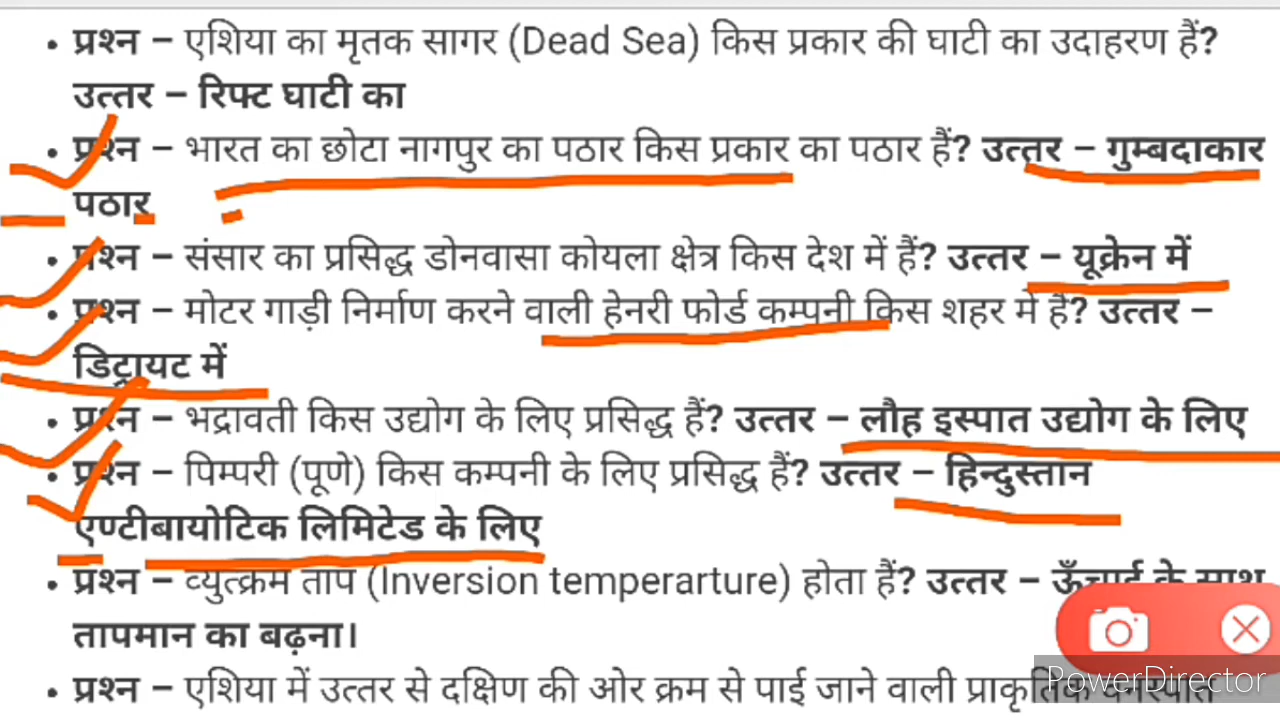 • प्रश्न – एशिया का मृतक सागर (Dead Sea) किस प्रकार की घाटी का उदाहरण हैं?
उत्तर – रिफ्ट घाटी का
• प्रश्न – भारत का छोटा नागपुर का पठार किस प्रकार का पठार हैं? उत्तर – गुम्बदाकार
पठार
• प्रश्न – संसार का प्रसिद्ध डोनवासा कोयला क्षेत्र किस देश में हैं? उत्तर – यूक्रेन में
• प्रश्न – मोटर गाड़ी निर्माण करने वाली हेनरी फोर्ड कम्पनी किस शहर में है? उत्तर –
डिट्रायट में
• प्रश्न – भद्रावती किस उद्योग के लिए प्रसिद्ध हैं? उत्तर – लौह इस्पात उद्योग के लिए
• प्रश्न – पिम्परी (पूणे) किस कम्पनी के लिए प्रसिद्ध हैं? उत्तर – हिन्दुस्तान
एण्टीबायोटिक लिमिटेड के लिए
• प्रश्न – व्युत्क्रम ताप (Inversion temperarture) होता हैं? उत्तर – ऊँचाई के साथ
तापमान का बढ़ना।
• प्रश्न – एशिया में उत्तर से दक्षिण की ओर क्रम से पाई जाने वाली प्राकृतिक वनस्पति
PowerDirector